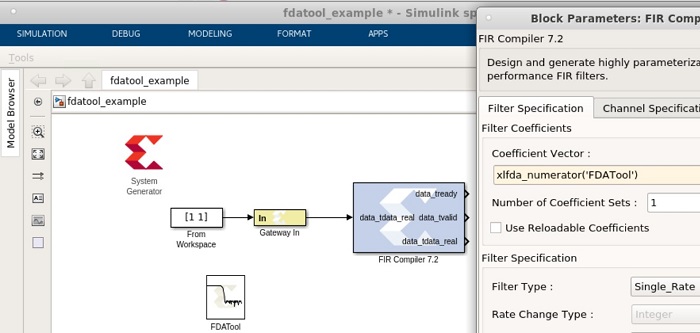 fdatool_example * - Simulink sp
SIMULATION DEBUG MODELING FORMAT APPS
Tools
fdatool_example
fdatool_example
Model Browser
System
Generator
[1 1]
From
Workspace
In
Gateway In
data_tready
data_tdata_real data_tvalid
data_tdata_real
FIR Compiler 7.2
FDATool
Block Parameters: FIR Comp
FIR Compiler 7.2
Design and generate highly parameteriza
performance FIR filters.
Filter Specification Channel Specificati
Filter Coefficients
Coefficient Vector :
xlfda_numerator('FDATool')
Number of Coefficient Sets : 1
Use Reloadable Coefficients
Filter Specification
Filter Type : Single_Rate
Rate Change Type : Integer